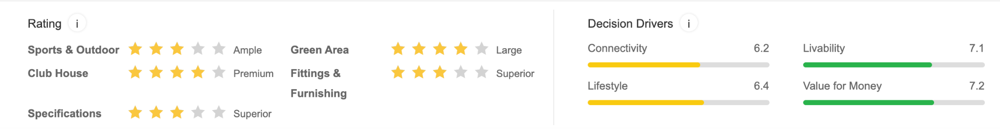 Rating i
Sports & Outdoor Ample
Green Area Large
Club House Premium
Fittings &
Furnishing Superior
Specifications Superior
Decision Drivers i
Connectivity 6.2
Livability 7.1
Lifestyle 6.4
Value for Money 7.2